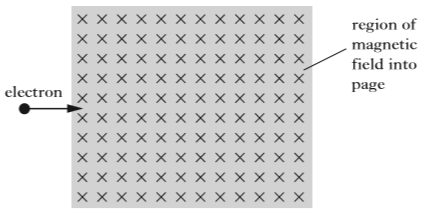 region of
magnetic
field into
page
electron